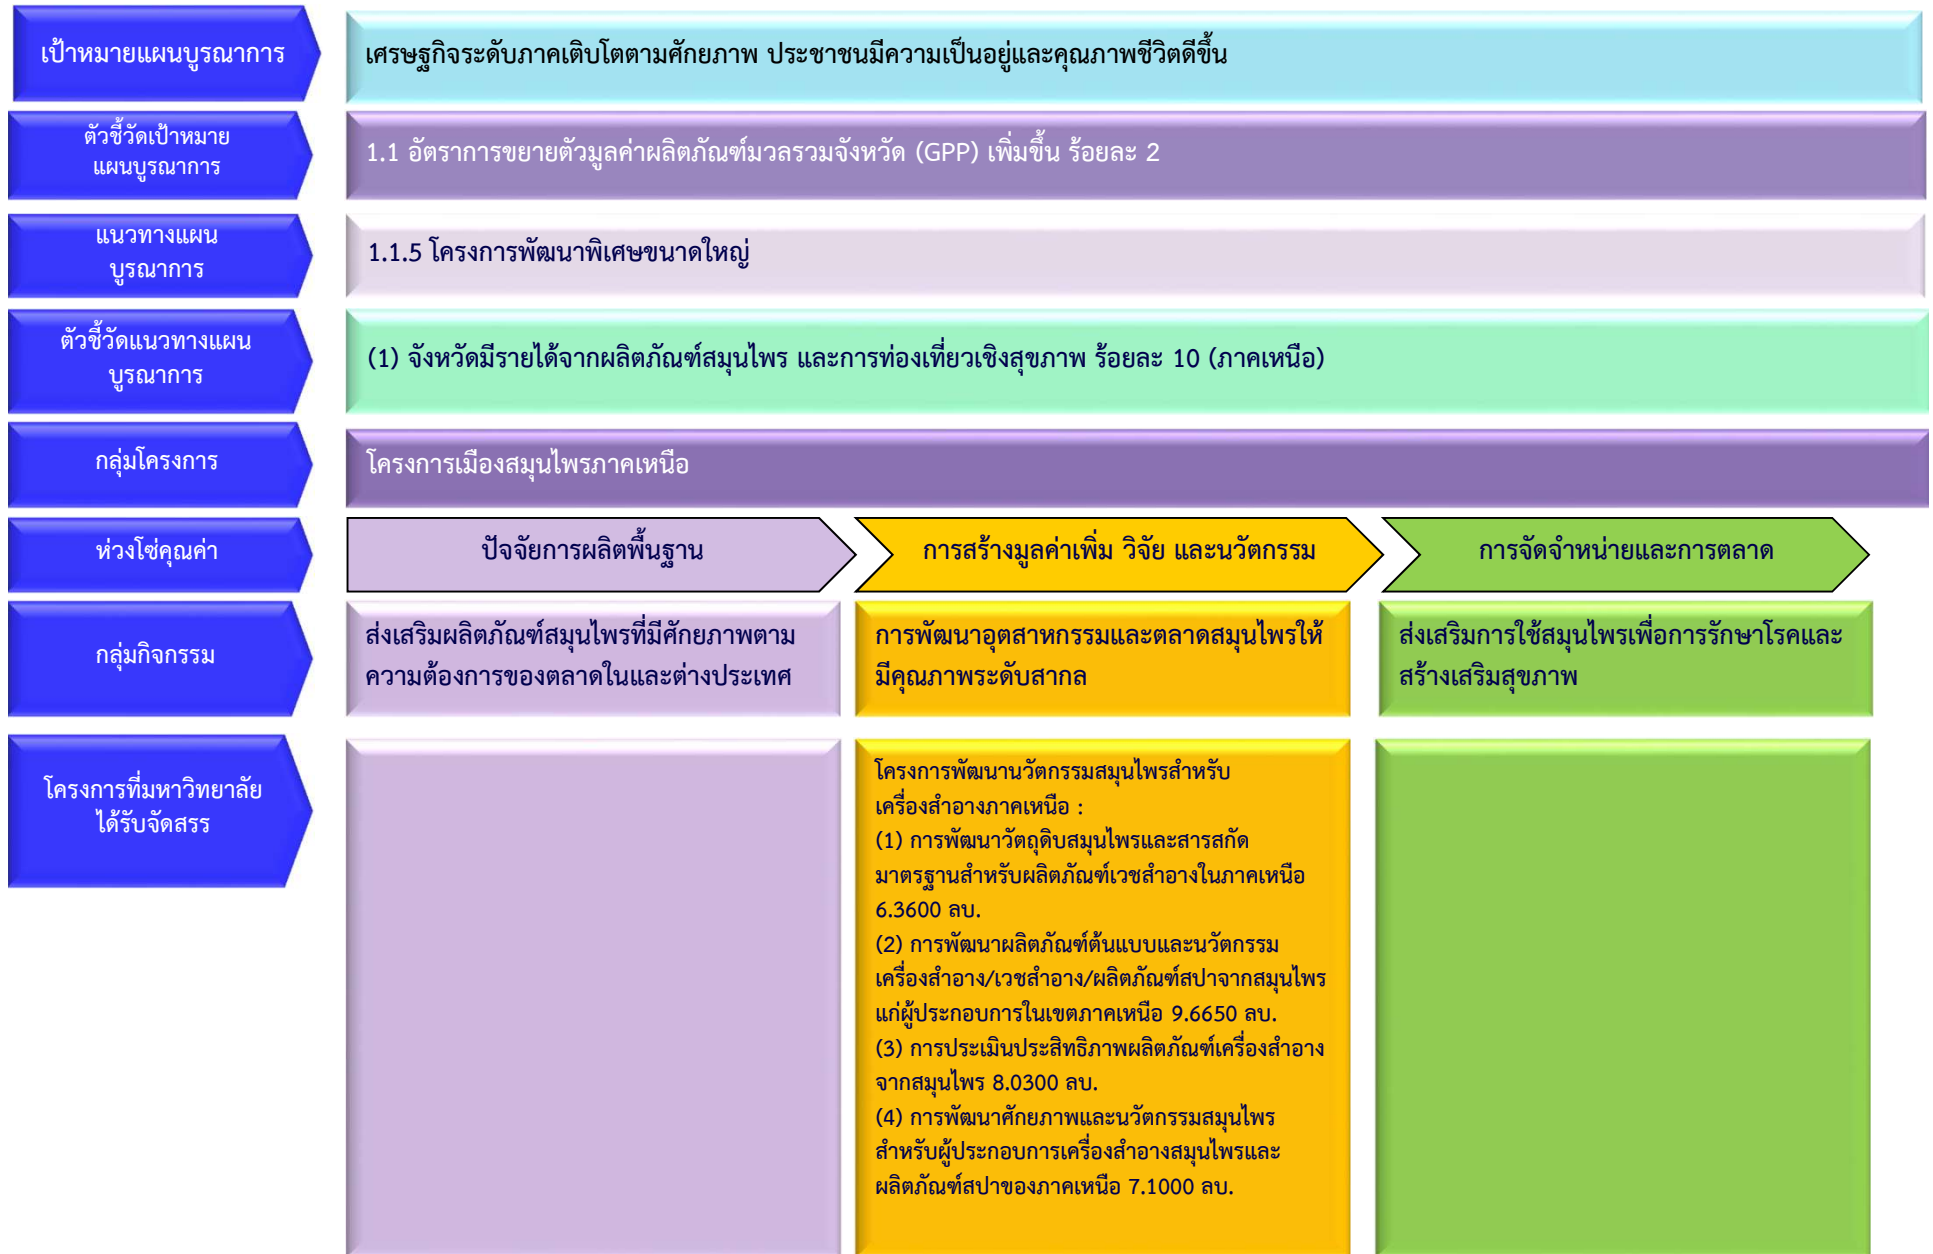 เป้าหมายแผนบูรณาการ
เศรษฐกิจระดับภาคเติบโตตามศักยภาพ ประชาชนมีความเป็นอยู่และคุณภาพชีวิตดีขึ้น
ตัวชี้วัดเป้าหมาย
แผนบูรณาการ
1.1 อัตราการขยายตัวมูลค่าผลิตภัณฑ์มวลรวมจังหวัด (GPP) เพิ่มขึ้น ร้อยละ 2
แนวทางแผน
บูรณาการ
1.1.5 โครงการพัฒนาพิเศษขนาดใหญ่
ตัวชี้วัดแนวทางแผน
บูรณาการ
(1) จังหวัดมีรายได้จากผลิตภัณฑ์สมุนไพร และการท่องเที่ยวเชิงสุขภาพ ร้อยละ 10 (ภาคเหนือ)
กลุ่มโครงการ
โครงการเมืองสมุนไพรภาคเหนือ
ห่วงโซ่คุณค่า
ปัจจัยการผลิตพื้นฐาน
การสร้างมูลค่าเพิ่ม วิจัย และนวัตกรรม
การจัดจำหน่ายและการตลาด
กลุ่มกิจกรรม
ส่งเสริมผลิตภัณฑ์สมุนไพรที่มีศักยภาพตาม
ความต้องการของตลาดในและต่างประเทศ
การพัฒนาอุตสาหกรรมและตลาดสมุนไพรให้
มีคุณภาพระดับสากล
ส่งเสริมการใช้สมุนไพรเพื่อการรักษาโรคและ
สร้างเสริมสุขภาพ
โครงการที่มหาวิทยาลัย
ได้รับจัดสรร
โครงการพัฒนานวัตกรรมสมุนไพรสำหรับ
เครื่องสำอางภาคเหนือ :
(1) การพัฒนาวัตถุดิบสมุนไพรและสารสกัด
มาตรฐานสำหรับผลิตภัณฑ์เวชสำอางในภาคเหนือ
6.3600 ลบ.
(2) การพัฒนาผลิตภัณฑ์ต้นแบบและนวัตกรรม
เครื่องสำอาง/เวชสำอาง/ผลิตภัณฑ์สปาจากสมุนไพร
แก่ผู้ประกอบการในเขตภาคเหนือ 9.6650 ลบ.
(3) การประเมินประสิทธิภาพผลิตภัณฑ์เครื่องสำอาง
จากสมุนไพร 8.0300 ลบ.
(4) การพัฒนาศักยภาพและนวัตกรรมสมุนไพร
สำหรับผู้ประกอบการเครื่องสำอางสมุนไพรและ
ผลิตภัณฑ์สปาของภาคเหนือ 7.1000 ลบ.